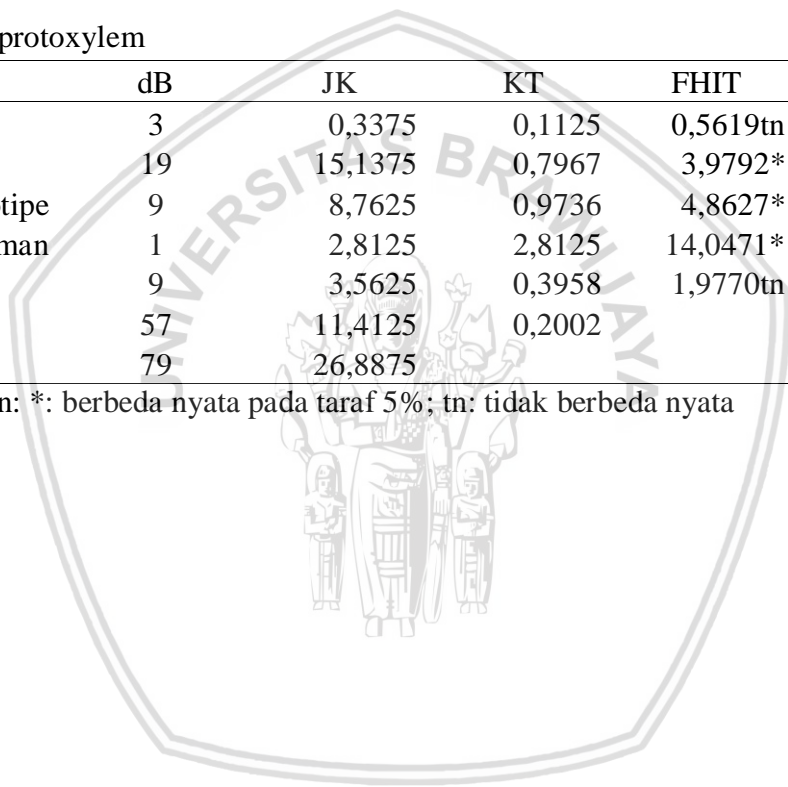 protoxylem
dB JK KT FHIT
3 0,3375 0,1125 0,5619tn
19 15,1375 0,7967 3,9792*
tipe 9 8,7625 0,9736 4,8627*
man 1 2,8125 2,8125 14,0471*
9 3,5625 0,3958 1,9770tn
57 11,4125 0,2002
79 26,8875
n: *: berbeda nyata pada taraf 5%; tn: tidak berbeda nyata
UNIVERSITAS BRAWIJAYA